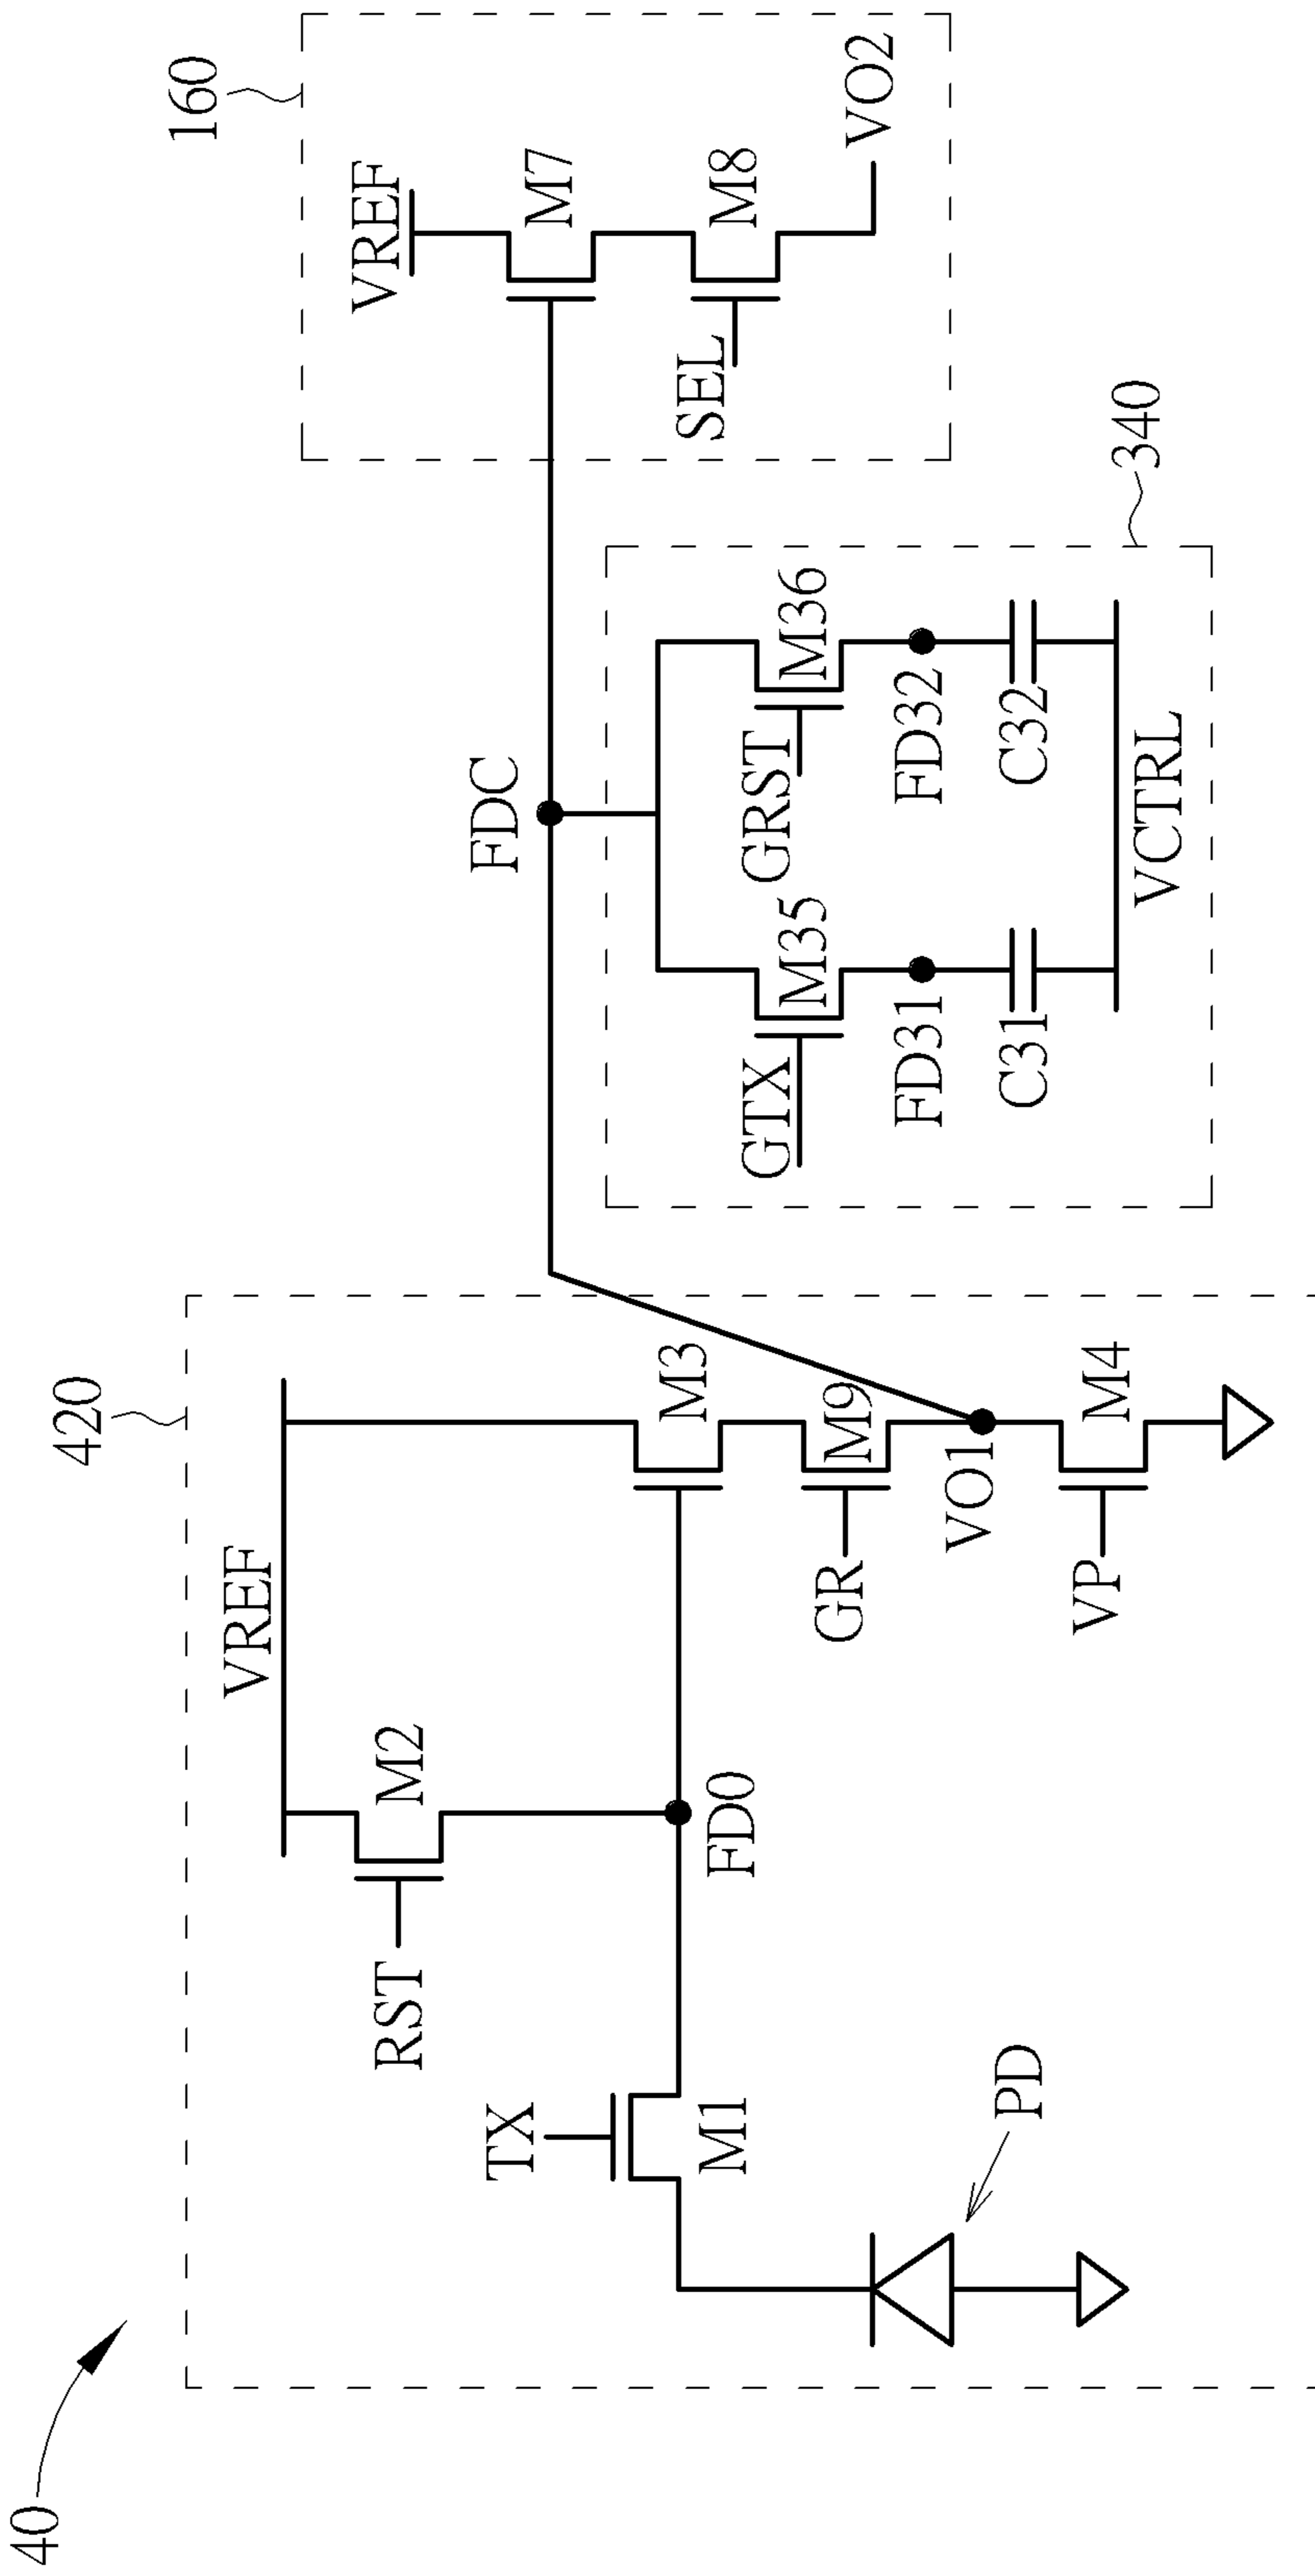 40
420
VREF
RST
M2
TX
M1
FD0
PD
M3
GR
M9
VO1
VP
M4
FDC
GTX
M35
GRST
M36
FD31
FD32
C31
C32
VCTRL
340
160
VREF
M7
SEL
M8
VO2